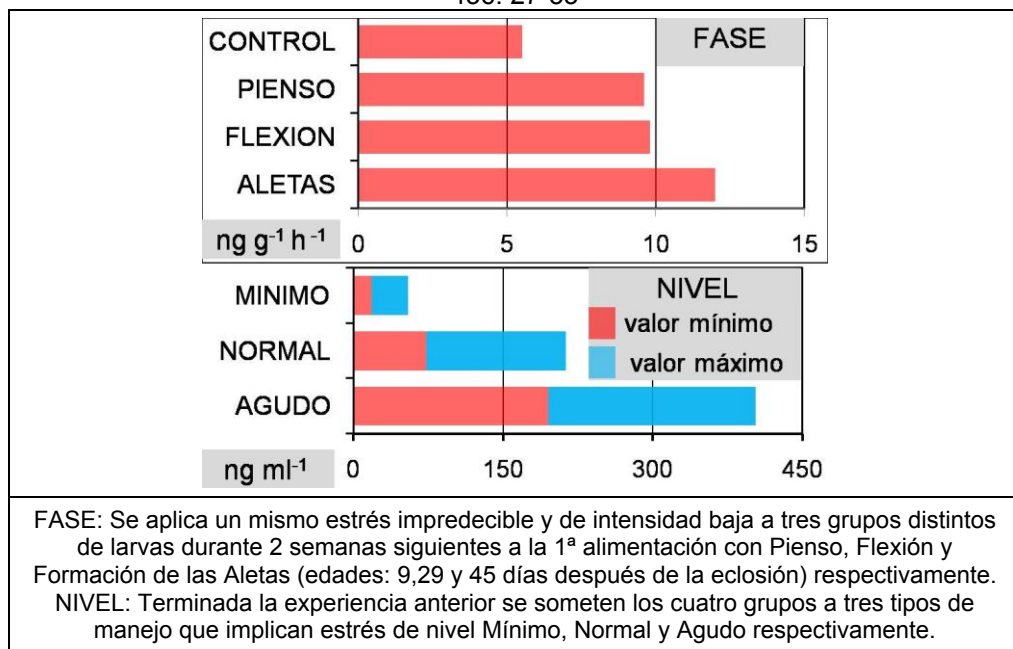 CONTROL
FASE
PIENSO
FLEXION
ALETAS
ng g-1 h -1 0 5 10 15
MINIMO
NIVEL
valor mínimo
NORMAL
valor máximo
AGUDO
ng ml-1 0 150 300 450
FASE: Se aplica un mismo estrés impredecible y de intensidad baja a tres grupos distintos
de larvas durante 2 semanas siguientes a la 1ª alimentación con Pienso, Flexión y
Formación de las Aletas (edades: 9,29 y 45 días después de la eclosión) respectivamente.
NIVEL: Terminada la experiencia anterior se someten los cuatro grupos a tres tipos de
manejo que implican estrés de nivel Mínimo, Normal y Agudo respectivamente.